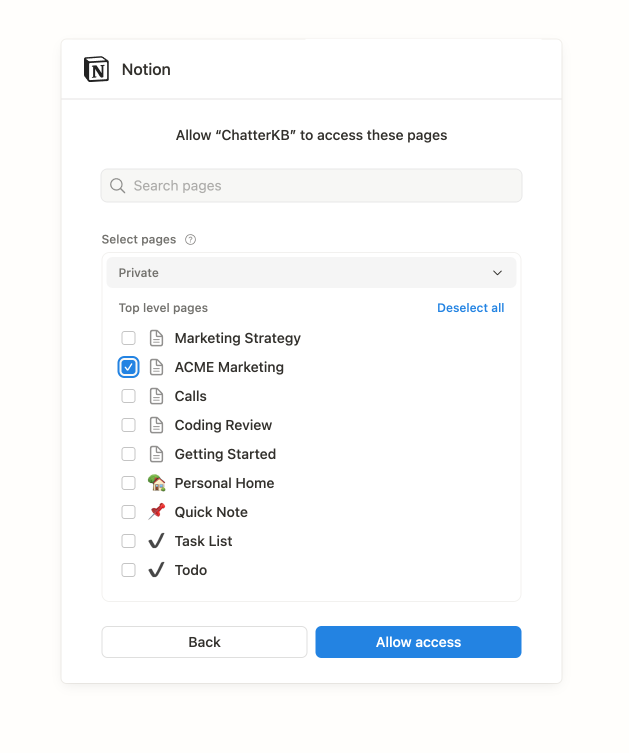 Notion
Allow “ChatterKB” to access these pages
Search pages
Select pages ?
Private
Top level pages Deselect all
Marketing Strategy
ACME Marketing
Calls
Coding Review
Getting Started
Personal Home
Quick Note
Task List
Todo
Back Allow access